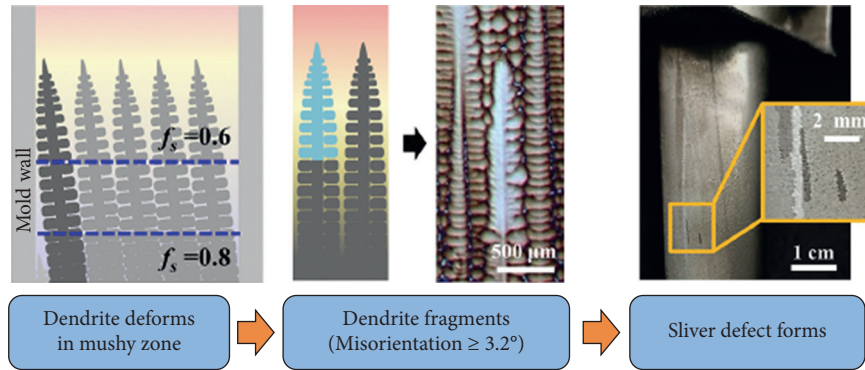 Mold wall
fs =0.6
fs =0.8
500 μm
2 mm
1 cm
Dendrite deforms
in mushy zone
Dendrite fragments
(Misorientation ≥ 3.2°)
Sliver defect forms